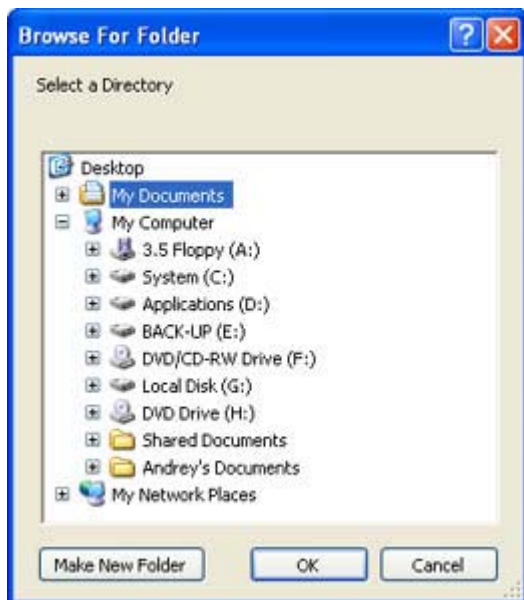 Browse For Folder
Select a Directory
Desktop
My Documents
My Computer
3.5 Floppy (A:)
System (C:)
Applications (D:)
BACK-UP (E:)
DVD/CD-RW Drive (F:)
Local Disk (G:)
DVD Drive (H:)
Shared Documents
Andrey's Documents
My Network Places
Make New Folder OK Cancel